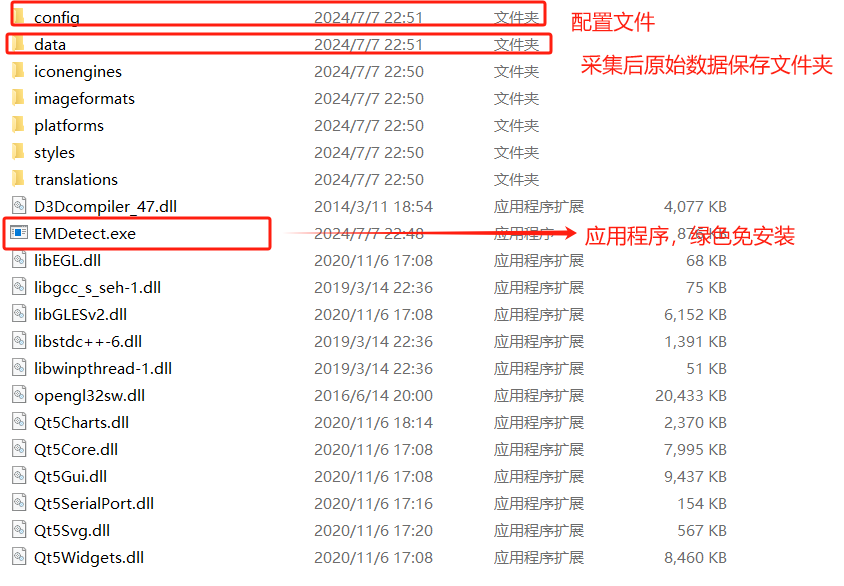 config 2024/7/7 22:51 文件夹 配置文件
data 2024/7/7 22:51 文件夹
采集后原始数据保存文件夹
iconengines 2024/7/7 22:50 文件夹
imageformats 2024/7/7 22:50 文件夹
platforms 2024/7/7 22:50 文件夹
styles 2024/7/7 22:50 文件夹
translations 2024/7/7 22:50 文件夹
D3Dcompiler_47.dll 2014/3/11 18:54 应用程序扩展 4,077 KB
EMDetect.exe 2024/7/7 22:48 应用程序 KB 应用程序，绿色免安装
libEGL.dll 2020/11/6 17:08 应用程序扩展 68 KB
libgcc_s_seh-1.dll 2019/3/14 22:36 应用程序扩展 75 KB
libGLESv2.dll 2020/11/6 17:08 应用程序扩展 6,152 KB
libstdc++-6.dll 2019/3/14 22:36 应用程序扩展 1,391 KB
libwinpthread-1.dll 2019/3/14 22:36 应用程序扩展 51 KB
opengl32sw.dll 2016/6/14 20:00 应用程序扩展 20,433 KB
Qt5Charts.dll 2020/11/6 18:14 应用程序扩展 2,370 KB
Qt5Core.dll 2020/11/6 17:08 应用程序扩展 7,995 KB
Qt5Gui.dll 2020/11/6 17:08 应用程序扩展 9,437 KB
Qt5SerialPort.dll 2020/11/6 17:16 应用程序扩展 154 KB
Qt5Svg.dll 2020/11/6 17:20 应用程序扩展 567 KB
Qt5Widgets.dll 2020/11/6 17:08 应用程序扩展 8,460 KB